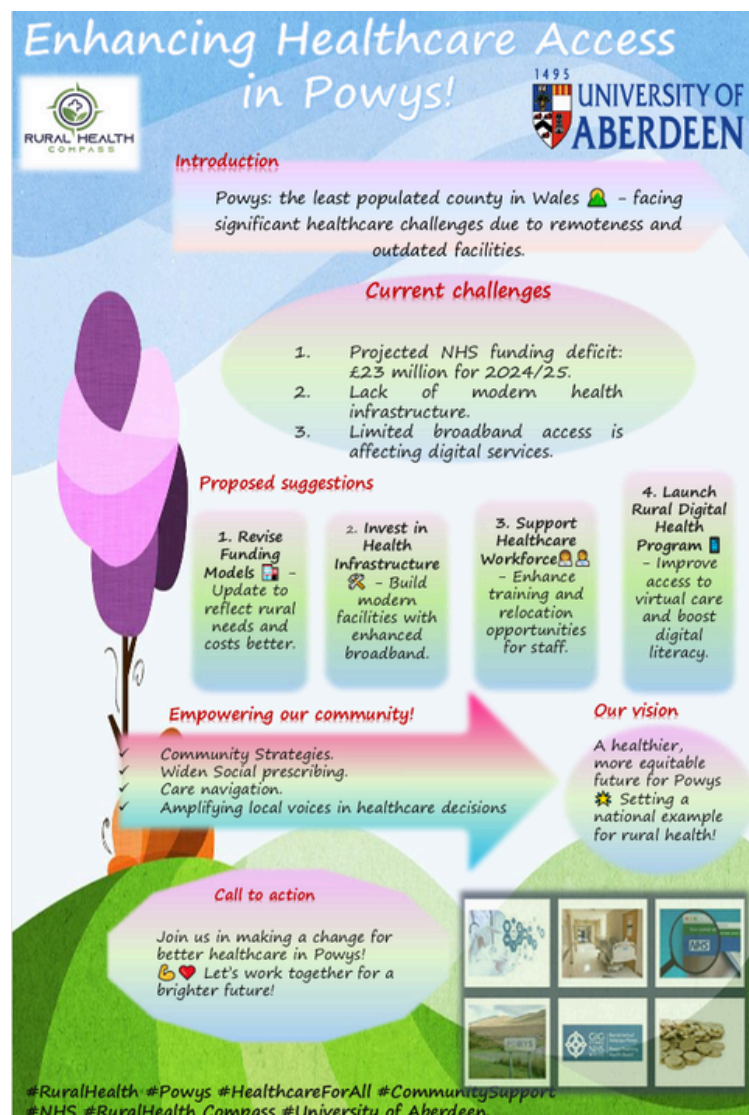 Enhancing Healthcare Access
in Powys!
RURAL HEALTH
COMPASS
1495
UNIVERSITY OF
ABERDEEN
Introduction
Powys: the least populated county in Wales - facing
significant healthcare challenges due to remoteness and
outdated facilities.
Current challenges
1. Projected NHS funding deficit:
£23 million for 2024/25.
2. Lack of modern health
infrastructure.
3. Limited broadband access is
affecting digital services.
Proposed suggestions
1. Revise
Funding
Models -
Update to
reflect rural
needs and
costs better.
2. Invest in
Health
Infrastructure
- Build
modern
facilities with
enhanced
broadband.
3. Support
Healthcare
Workforce
- Enhance
training and
relocation
opportunities
for staff.
4. Launch
Rural Digital
Health
Program
- Improve
access to
virtual care
and boost
digital
literacy.
Empowering our community!
✓ Community Strategies.
✓ Widen Social prescribing.
✓ Care navigation.
✓ Amplifying local voices in healthcare decisions
Our vision
A healthier,
more equitable
future for Powys
Setting a
national example
for rural health!
Call to action
Join us in making a change for
better healthcare in Powys!
Let's work together for a
brighter future!
NHS
POWYS
GIG
NHS
#RuralHealth #Powys #HealthcareForAll #CommunitySupport
#NHS #RuralHealth Compass #University of Aberdeen